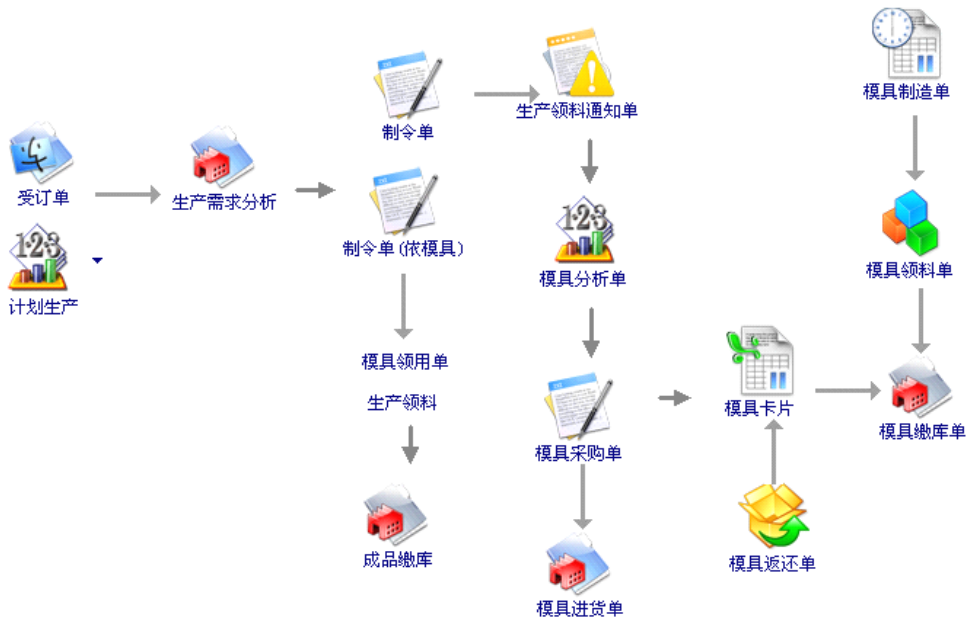 模具制造单
生产领料通知单
制令单
受订单
生产需求分析
制令单(依模具)
模具分析单
模具领料单
计划生产
模具领用单
生产领料
模具卡片
模具采购单
模具缴库单
成品缴库
模具返还单
模具进货单